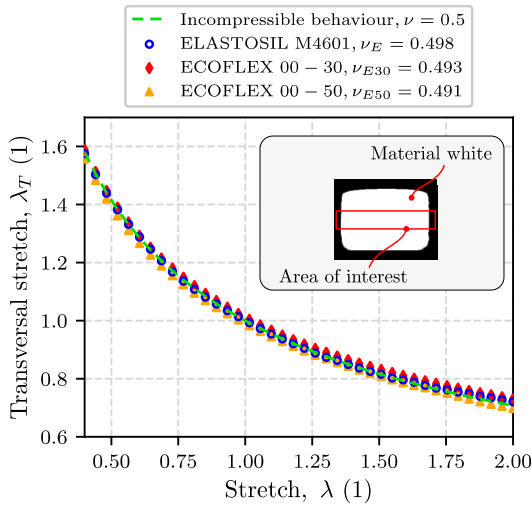 Incompressible behaviour, ν = 0.5
ELASTOSIL M4601, ν_E = 0.498
ECOFLEX 00 − 30, ν_E30 = 0.493
ECOFLEX 00 − 50, ν_E50 = 0.491
Transversal stretch, λ_T (1)
1.6
1.4
1.2
1.0
0.8
0.6
Material white
Area of interest
0.50 0.75 1.00 1.25 1.50 1.75 2.00
Stretch, λ (1)